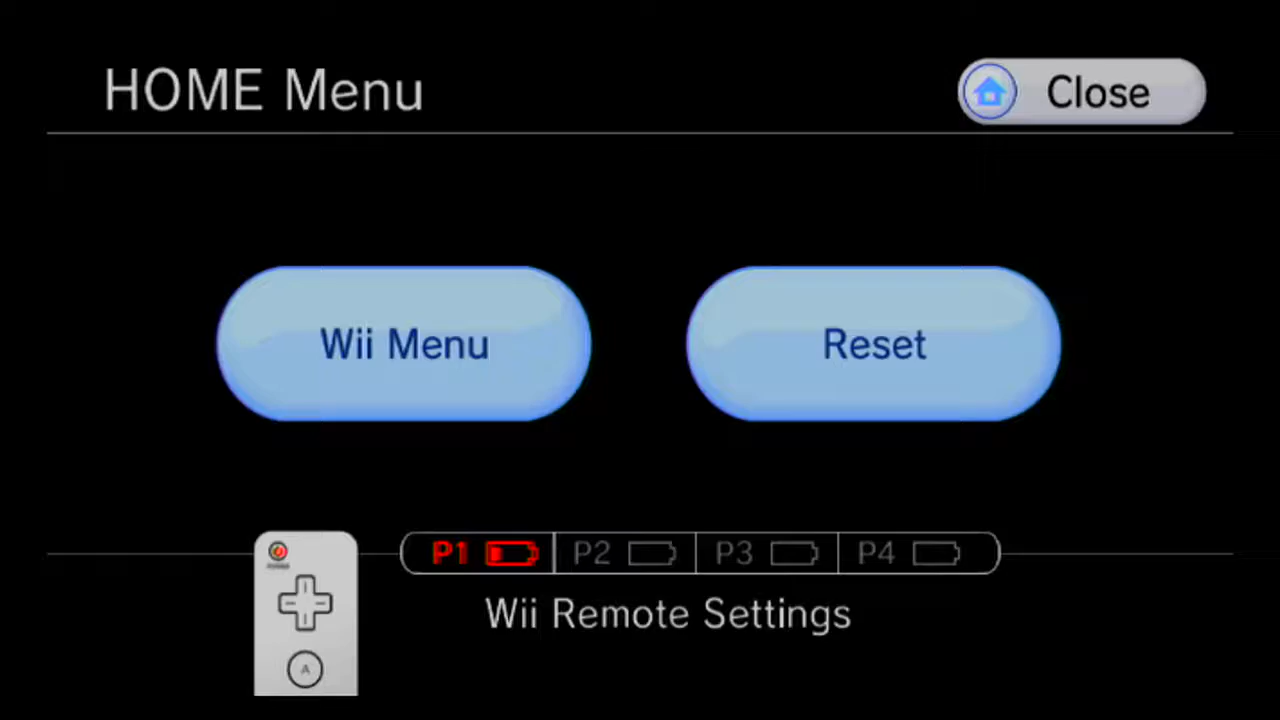 HOME Menu
Close
Wii Menu
Reset
P1 P2 P3 P4
Wii Remote Settings
A